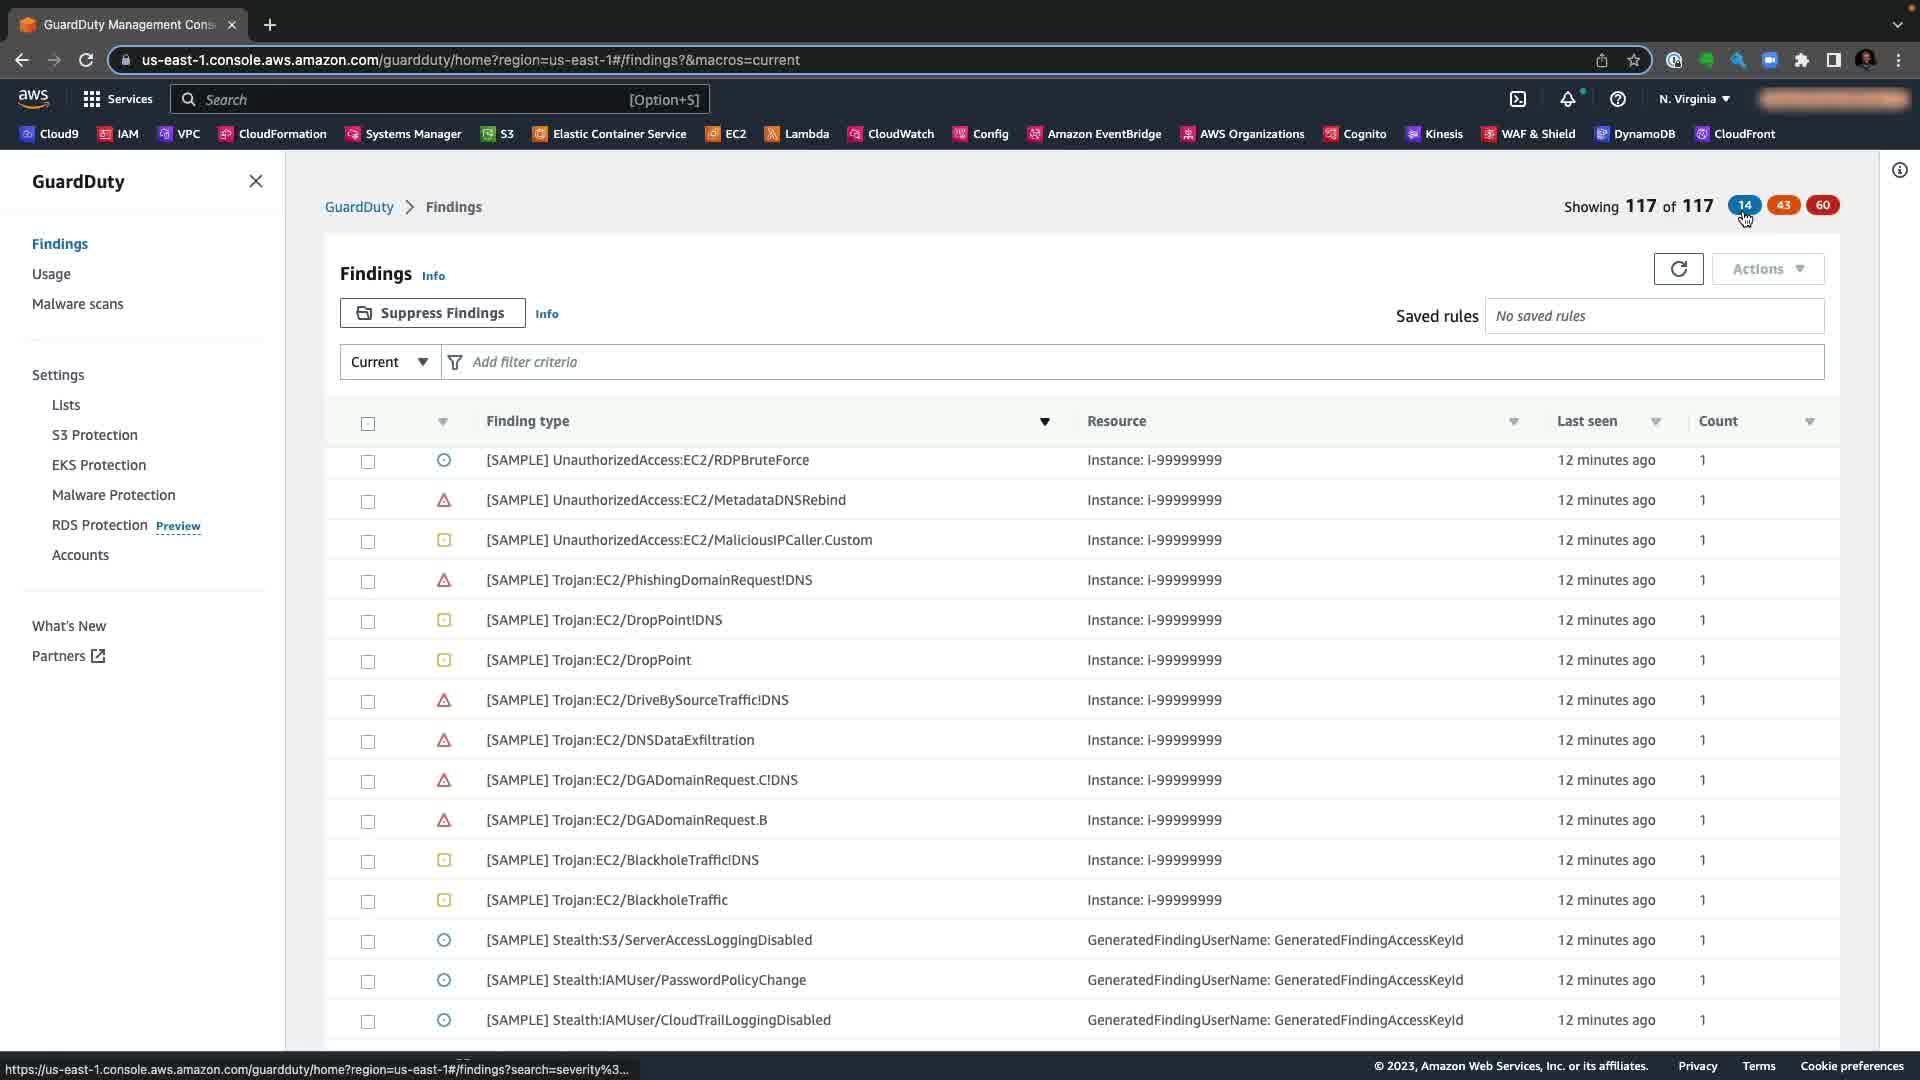 GuardDuty Management Cons
us-east-1.console.aws.amazon.com/guardduty/home?region=us-east-1#/findings?&macros=current
aws Services Search [Option+S] N. Virginia
Cloud9 IAM VPC CloudFormation Systems Manager S3 Elastic Container Service EC2 Lambda CloudWatch Config Amazon EventBridge AWS Organizations Cognito Kinesis WAF & Shield DynamoDB CloudFront
GuardDuty
Findings
Usage
Malware scans
Settings
Lists
S3 Protection
EKS Protection
Malware Protection
RDS Protection Preview
Accounts
What's New
Partners
GuardDuty Findings
Showing 117 of 117 14 43 60
Findings Info
Actions
Suppress Findings Info
Saved rules No saved rules
Current Add filter criteria
Finding type Resource Last seen Count
[SAMPLE] UnauthorizedAccess:EC2/RDPBruteForce Instance: i-99999999 12 minutes ago 1
[SAMPLE] UnauthorizedAccess:EC2/MetadataDNSRebind Instance: i-99999999 12 minutes ago 1
[SAMPLE] UnauthorizedAccess:EC2/MaliciousIPCaller.Custom Instance: i-99999999 12 minutes ago 1
[SAMPLE] Trojan:EC2/PhishingDomainRequest!DNS Instance: i-99999999 12 minutes ago 1
[SAMPLE] Trojan:EC2/DropPoint!DNS Instance: i-99999999 12 minutes ago 1
[SAMPLE] Trojan:EC2/DropPoint Instance: i-99999999 12 minutes ago 1
[SAMPLE] Trojan:EC2/DriveBySourceTraffic!DNS Instance: i-99999999 12 minutes ago 1
[SAMPLE] Trojan:EC2/DNSDataExfiltration Instance: i-99999999 12 minutes ago 1
[SAMPLE] Trojan:EC2/DGADomainRequest.C!DNS Instance: i-99999999 12 minutes ago 1
[SAMPLE] Trojan:EC2/DGADomainRequest.B Instance: i-99999999 12 minutes ago 1
[SAMPLE] Trojan:EC2/BlackholeTraffic!DNS Instance: i-99999999 12 minutes ago 1
[SAMPLE] Trojan:EC2/BlackholeTraffic Instance: i-99999999 12 minutes ago 1
[SAMPLE] Stealth:S3/ServerAccessLoggingDisabled GeneratedFindingUserName: GeneratedFindingAccessKeyId 12 minutes ago 1
[SAMPLE] Stealth:IAMUser/PasswordPolicyChange GeneratedFindingUserName: GeneratedFindingAccessKeyId 12 minutes ago 1
[SAMPLE] Stealth:IAMUser/CloudTrailLoggingDisabled GeneratedFindingUserName: GeneratedFindingAccessKeyId 12 minutes ago 1
https://us-east-1.console.aws.amazon.com/guardduty/home?region=us-east-1#/findings?search=severity%3...
© 2023, Amazon Web Services, Inc. or its affiliates. Privacy Terms Cookie preferences